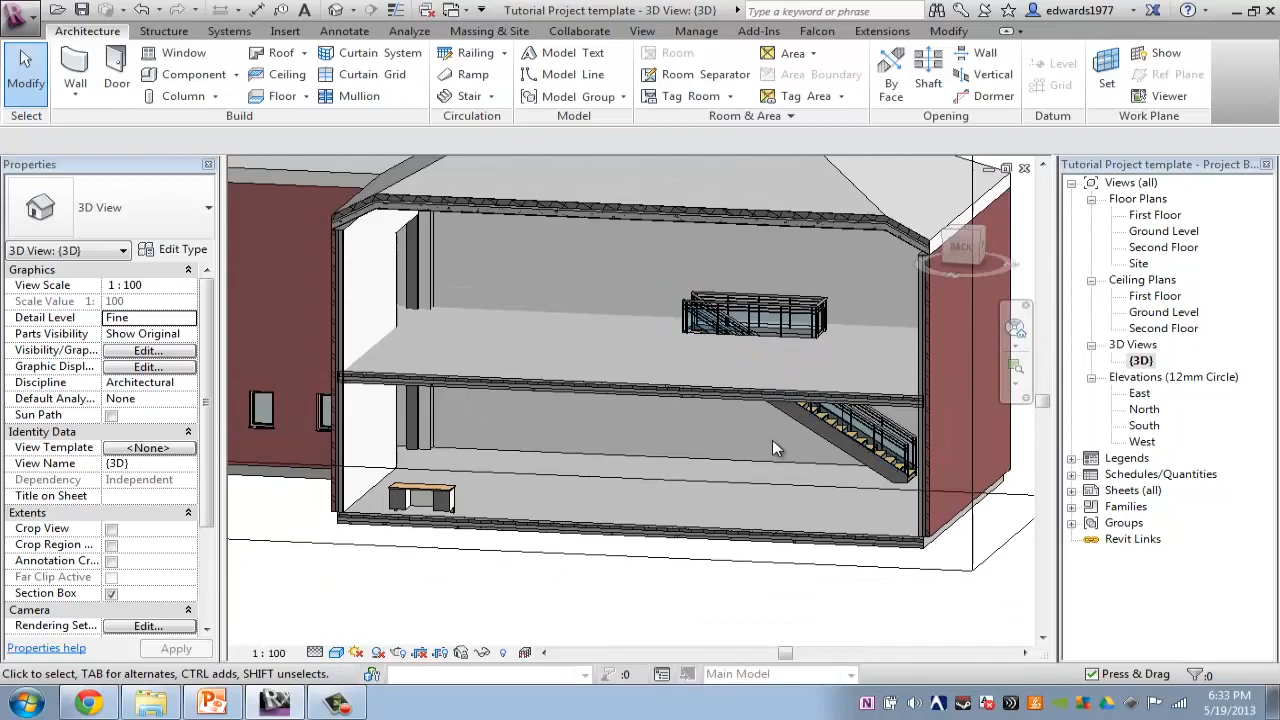 Tutorial Project template - 3D View: {3D}
Type a keyword or phrase
edwards1977
Architecture Structure Systems Insert Annotate Analyze Massing & Site Collaborate View Manage Add-Ins Falcon Extensions Modify
Modify
Wall
Door
Window
Component
Column
Roof
Ceiling
Floor
Curtain System
Curtain Grid
Mullion
Railing
Ramp
Stair
Model Text
Model Line
Model Group
Room
Room Separator
Tag Room
Area
Area Boundary
Tag Area
By Face
Shaft
Wall
Vertical
Dormer
Level
Grid
Set
Show
Ref Plane
Viewer
Select Build Circulation Model Room & Area Opening Datum Work Plane
Properties
3D View
3D View: {3D} Edit Type
Graphics
View Scale 1 : 100
Scale Value 1: 100
Detail Level Fine
Parts Visibility Show Original
Visibility/Grap... Edit...
Graphic Displ... Edit...
Discipline Architectural
Default Analy... None
Sun Path
Identity Data
View Template <None>
View Name {3D}
Dependency Independent
Title on Sheet
Extents
Crop View
Crop Region ...
Annotation Cr...
Far Clip Active
Section Box
Camera
Rendering Set... Edit...
Properties help Apply
BACK
1 : 100
Tutorial Project template - Project B...
Views (all)
Floor Plans
First Floor
Ground Level
Second Floor
Site
Ceiling Plans
First Floor
Ground Level
Second Floor
3D Views
{3D}
Elevations (12mm Circle)
East
North
South
West
Legends
Schedules/Quantities
Sheets (all)
Families
Groups
Revit Links
Click to select, TAB for alternates, CTRL adds, SHIFT unselects. :0 Main Model Press & Drag :0
6:33 PM
5/19/2013